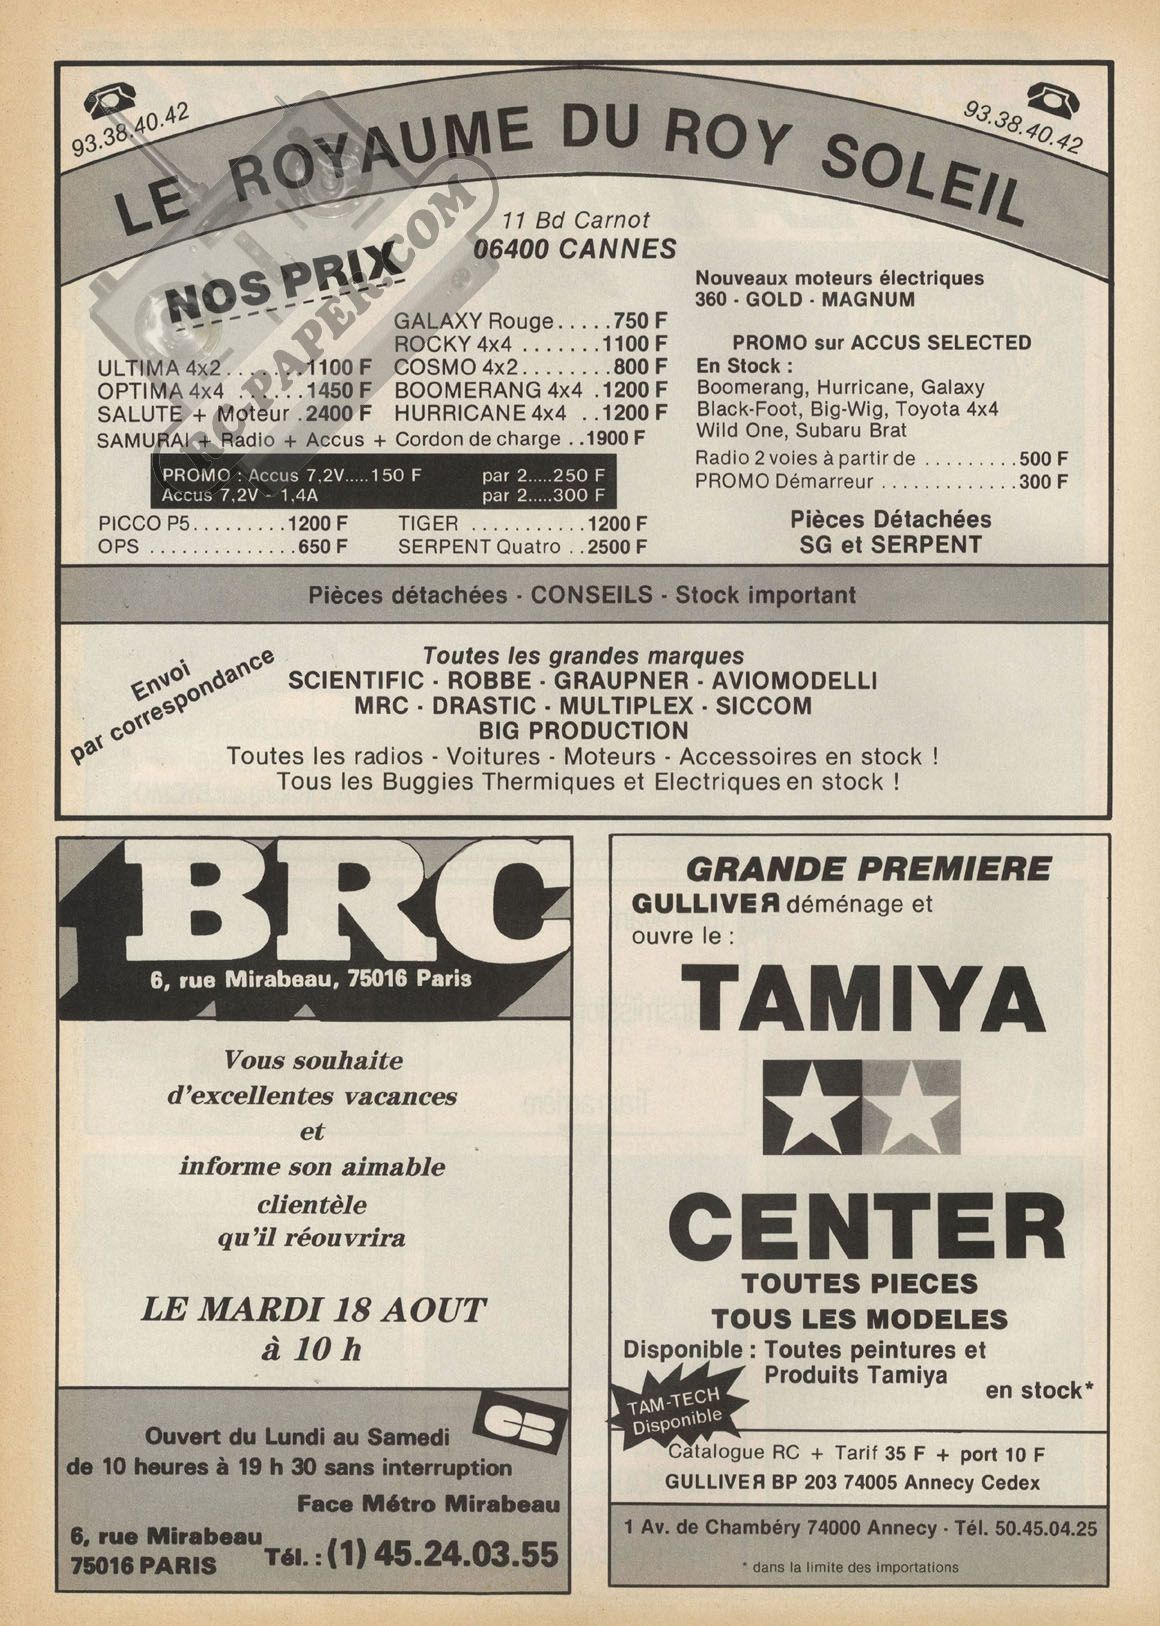 93.38.40.42
93.38.40.42
LE ROYAUME DU ROY SOLEIL
11 Bd Carnot
06400 CANNES
NOS PRIX
RCPAPER.COM
GALAXY Rouge.....750 F
ROCKY 4x4 .......1100 F
ULTIMA 4x2.......1100 F
COSMO 4x2........800 F
OPTIMA 4x4 .....1450 F
BOOMERANG 4x4 .1200 F
SALUTE + Moteur .2400 F
HURRICANE 4x4 ..1200 F
SAMURAI + Radio + Accus + Cordon de charge ..1900 F
PROMO : Accus 7,2V.....150 F par 2.....250 F
Accus 7,2V - 1,4A par 2.....300 F
PICCO P5.........1200 F
TIGER ...........1200 F
OPS .............650 F
SERPENT Quatro ..2500 F
Nouveaux moteurs électriques
360 - GOLD - MAGNUM
PROMO sur ACCUS SELECTED
En Stock :
Boomerang, Hurricane, Galaxy
Black-Foot, Big-Wig, Toyota 4x4
Wild One, Subaru Brat
Radio 2 voies à partir de .........500 F
PROMO Démarreur .............300 F
Pièces Détachées
SG et SERPENT
Pièces détachées - CONSEILS - Stock important
Envoi
par correspondance
Toutes les grandes marques
SCIENTIFIC - ROBBE - GRAUPNER - AVIOMODELLI
MRC - DRASTIC - MULTIPLEX - SICCOM
BIG PRODUCTION
Toutes les radios - Voitures - Moteurs - Accessoires en stock !
Tous les Buggies Thermiques et Electriques en stock !
BRC
6, rue Mirabeau, 75016 Paris
Vous souhaite
d'excellentes vacances
et
informe son aimable
clientèle
qu'il réouvrira
LE MARDI 18 AOUT
à 10 h
CB
Ouvert du Lundi au Samedi
de 10 heures à 19 h 30 sans interruption
Face Métro Mirabeau
6, rue Mirabeau
75016 PARIS
Tél. : (1) 45.24.03.55
GRANDE PREMIERE
GULLIVEЯ déménage et
ouvre le :
TAMIYA
CENTER
TOUTES PIECES
TOUS LES MODELES
Disponible : Toutes peintures et
Produits Tamiya
en stock*
TAM-TECH
Disponible
Catalogue RC + Tarif 35 F + port 10 F
GULLIVEЯ BP 203 74005 Annecy Cedex
1 Av. de Chambéry 74000 Annecy - Tél. 50.45.04.25
* dans la limite des importations